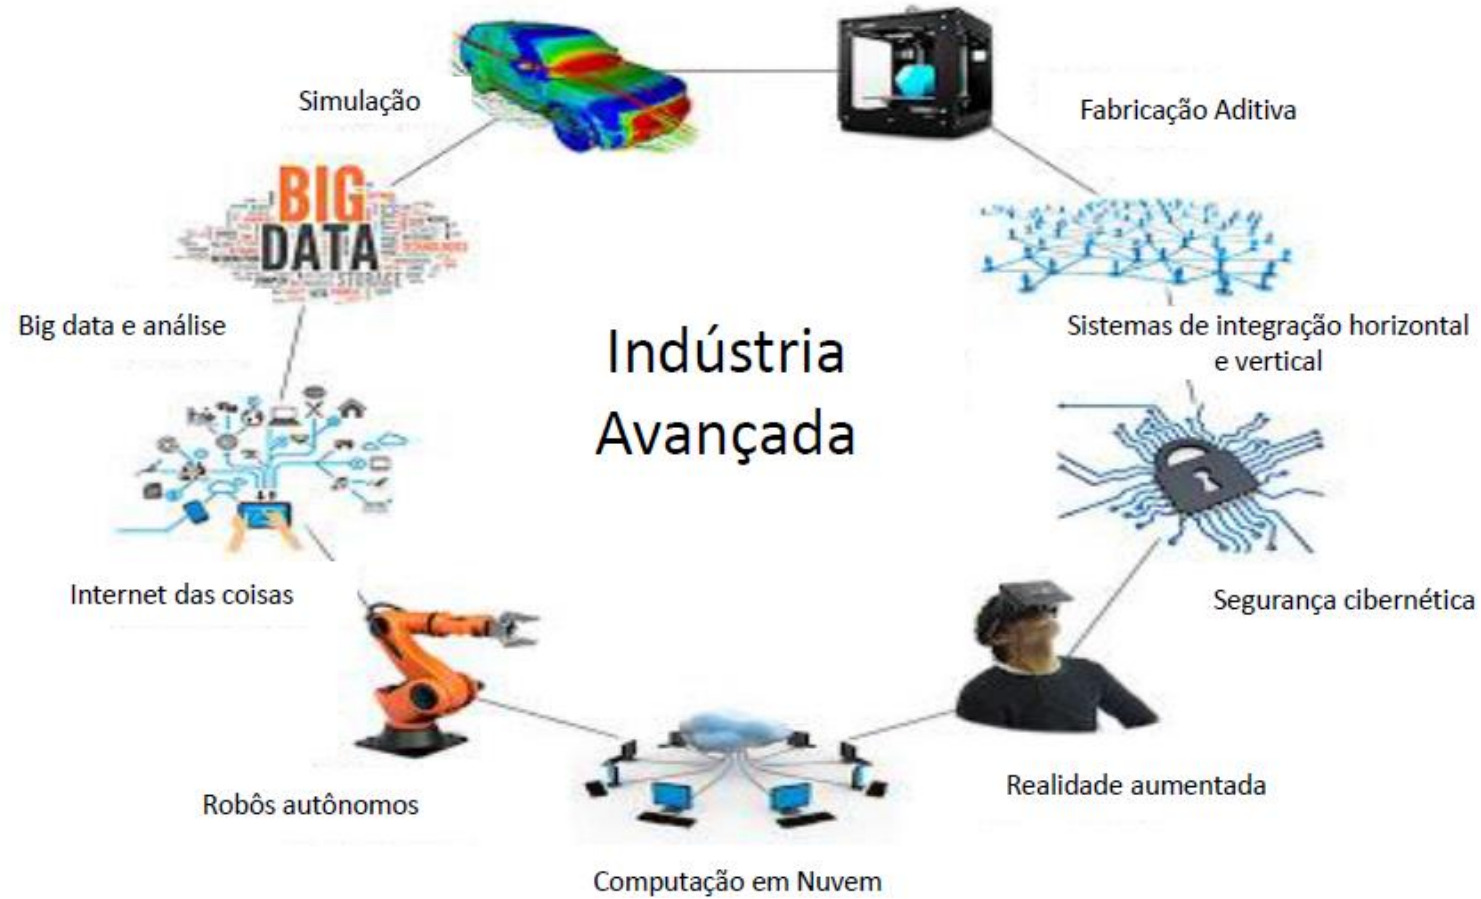 Simulação
Fabricação Aditiva
BIG
DATA
STORAGE
Big data e análise
Sistemas de integração horizontal
e vertical
Indústria
Avançada
Internet das coisas
Segurança cibernética
Robôs autônomos
Realidade aumentada
Computação em Nuvem